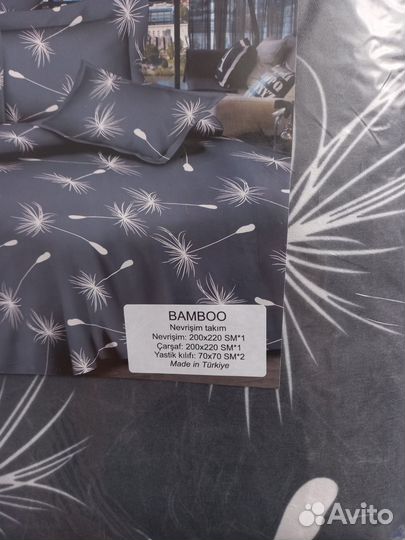 BAMBOO
Nevrişim takım
Nevrişim: 200x220 SM*1
Çarşaf: 200x220 SM*1
Yastik kılıfı: 70x70 SM*2
Made in Türkiye
Avito